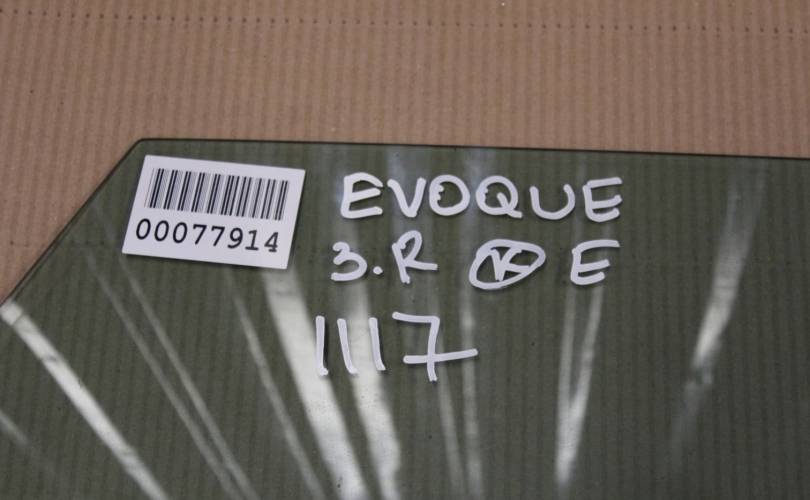 00077914
EVOQUE
3.R K E
1117